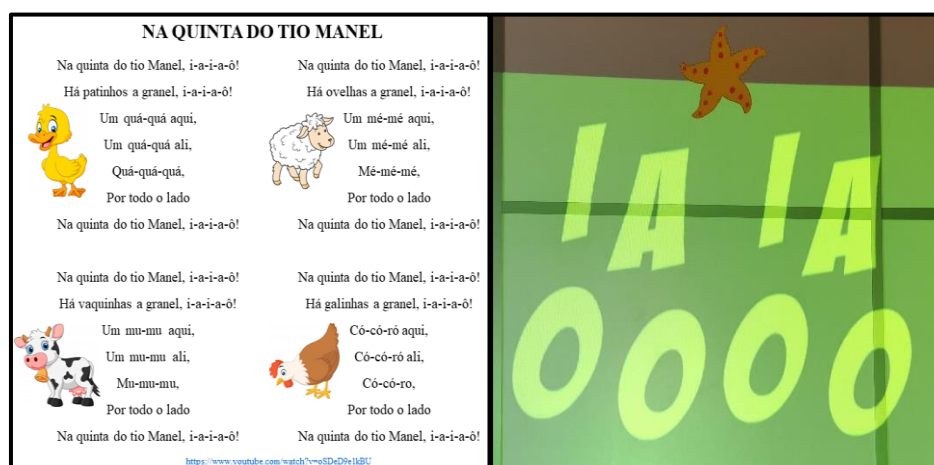 NA QUINTA DO TIO MANEL
Na quinta do tio Manel, i-a-i-a-ô!
Há patinhos a granel, i-a-i-a-ô!
Um quá-quá aqui,
Um quá-quá ali,
Quá-quá-quá,
Por todo o lado
Na quinta do tio Manel, i-a-i-a-ô!
Na quinta do tio Manel, i-a-i-a-ô!
Há ovelhas a granel, i-a-i-a-ô!
Um mé-mé aqui,
Um mé-mé ali,
Mé-mé-mé,
Por todo o lado
Na quinta do tio Manel, i-a-i-a-ô!
Na quinta do tio Manel, i-a-i-a-ô!
Há vaquinhas a granel, i-a-i-a-ô!
Um mu-mu aqui,
Um mu-mu ali,
Mu-mu-mu,
Por todo o lado
Na quinta do tio Manel, i-a-i-a-ô!
Na quinta do tio Manel, i-a-i-a-ô!
Há galinhas a granel, i-a-i-a-ô!
Có-có-ró aqui,
Có-có-ró ali,
Có-có-ro,
Por todo o lado
Na quinta do tio Manel, i-a-i-a-ô!
https://www.youtube.com/watch?v=oSDeD9e1kBU
IA IA
OOOO